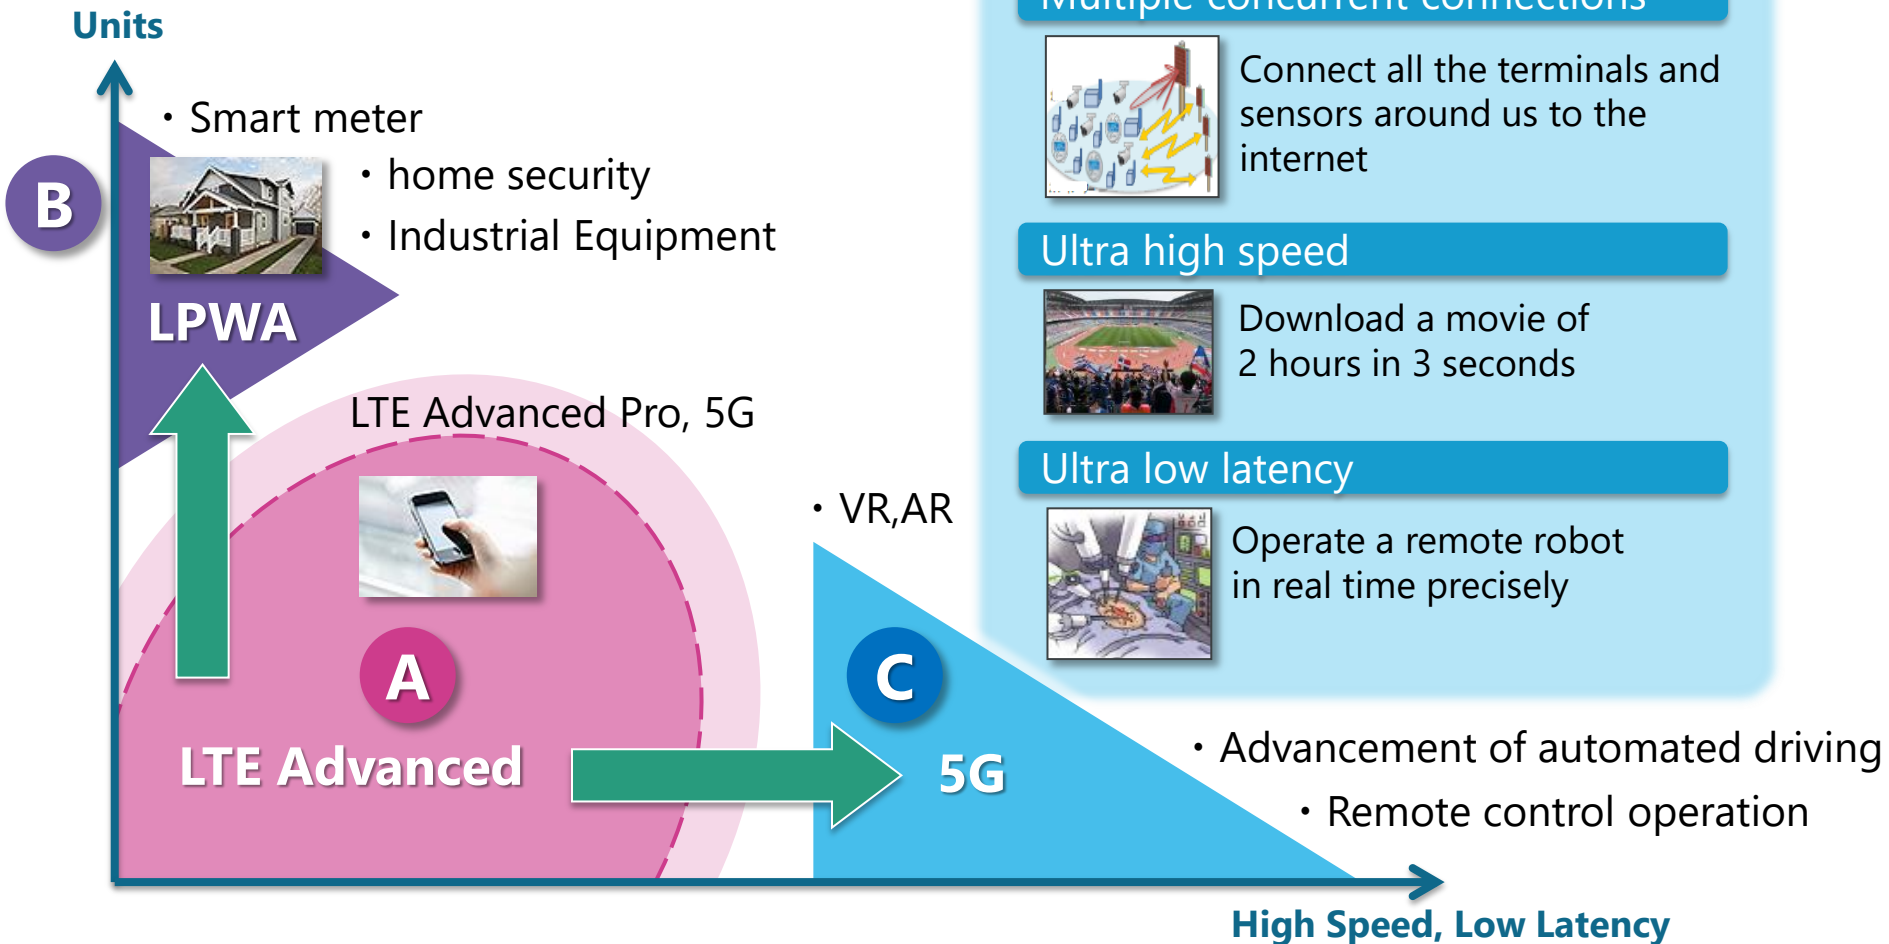 Units
・Smart meter
・home security
・Industrial Equipment
B
LPWA
LTE Advanced Pro, 5G
A
LTE Advanced
・VR,AR
C
5G
・Advancement of automated driving
・Remote control operation
High Speed, Low Latency
Multiple concurrent connections
Connect all the terminals and
sensors around us to the
internet
Ultra high speed
Download a movie of
2 hours in 3 seconds
Ultra low latency
Operate a remote robot
in real time precisely